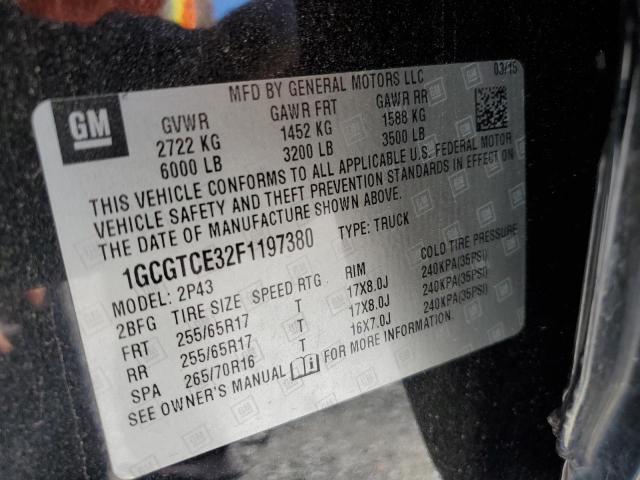 MFD BY GENERAL MOTORS LLC 03/15
GM
GVWR GAWR FRT GAWR RR
2722 KG 1452 KG 1588 KG
6000 LB 3200 LB 3500 LB
THIS VEHICLE CONFORMS TO ALL APPLICABLE U.S. FEDERAL MOTOR
VEHICLE SAFETY AND THEFT PREVENTION STANDARDS IN EFFECT ON
THE DATE OF MANUFACTURE SHOWN ABOVE.
1GCGTCE32F1197380 TYPE: TRUCK
MODEL: 2P43
2BFG TIRE SIZE SPEED RTG RIM COLD TIRE PRESSURE
FRT 255/65R17 T 17X8.0J 240KPA(35PSI)
RR 255/65R17 T 17X8.0J 240KPA(35PSI)
SPA 265/70R16 T 16X7.0J 240KPA(35PSI)
SEE OWNER'S MANUAL FOR MORE INFORMATION.